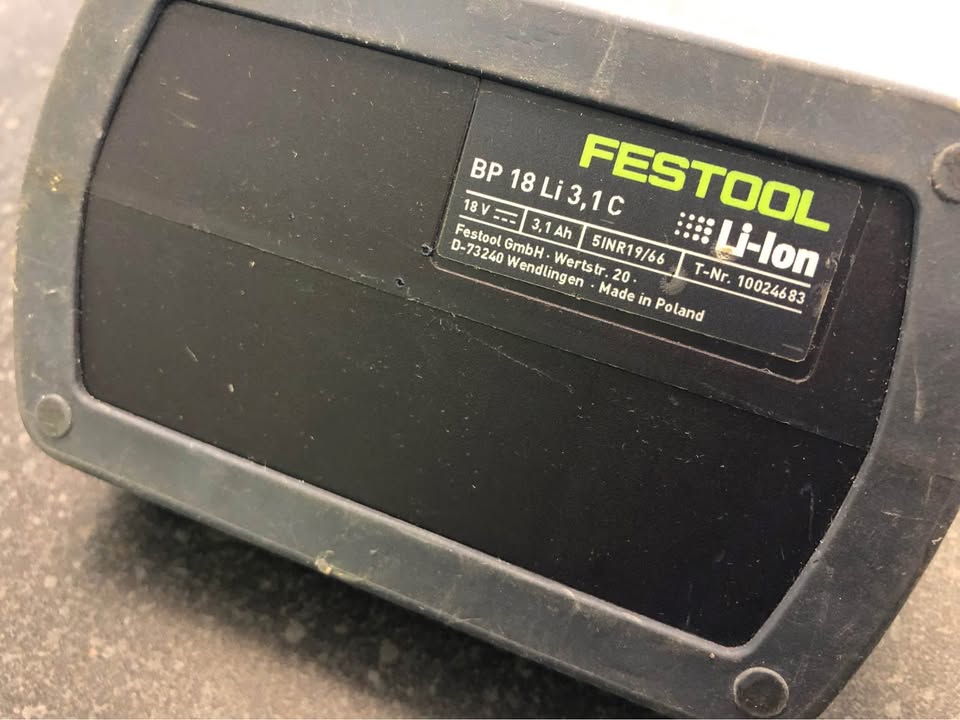 FESTOOL
BP 18 Li 3,1 C
Li-Ion
18 V 3,1 Ah 5INR19/66 T-Nr. 10024683
Festool GmbH · Wertstr. 20 ·
D-73240 Wendlingen · Made in Poland